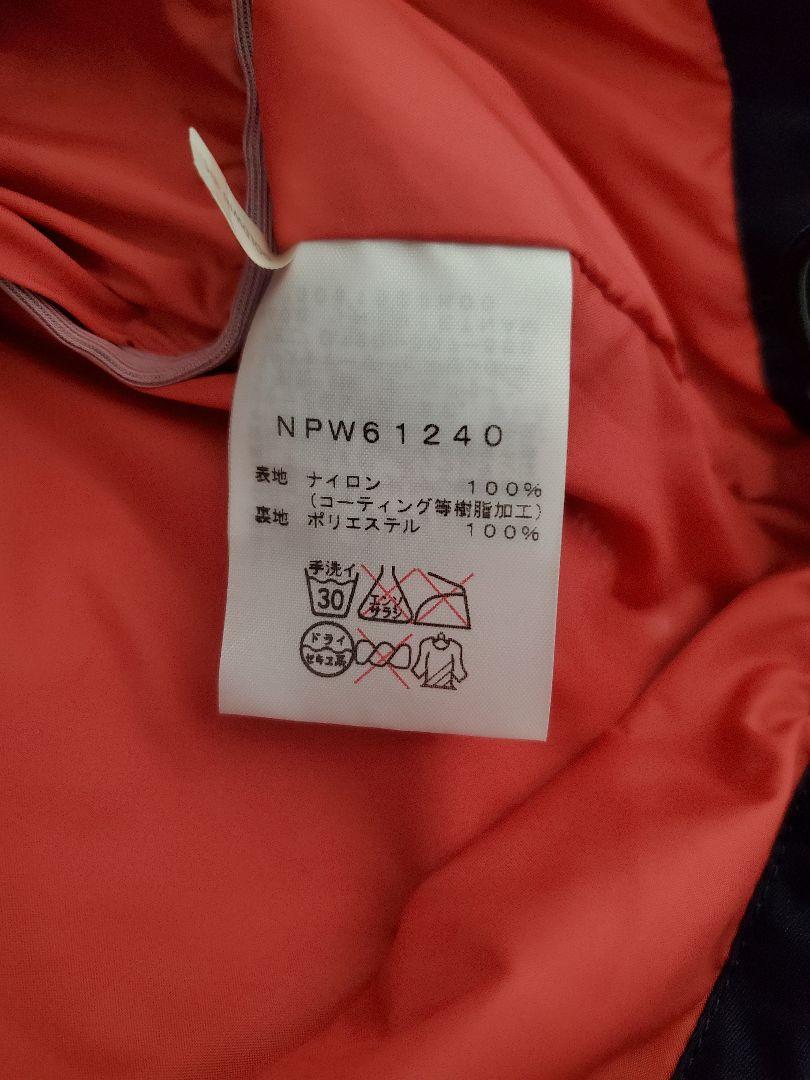 NPW61240
表地 ナイロン 100%
(コーティング等樹脂加工)
裏地 ポリエステル 100%
手洗イ
30
エンソ
サラシ
ドライ
セキユ系